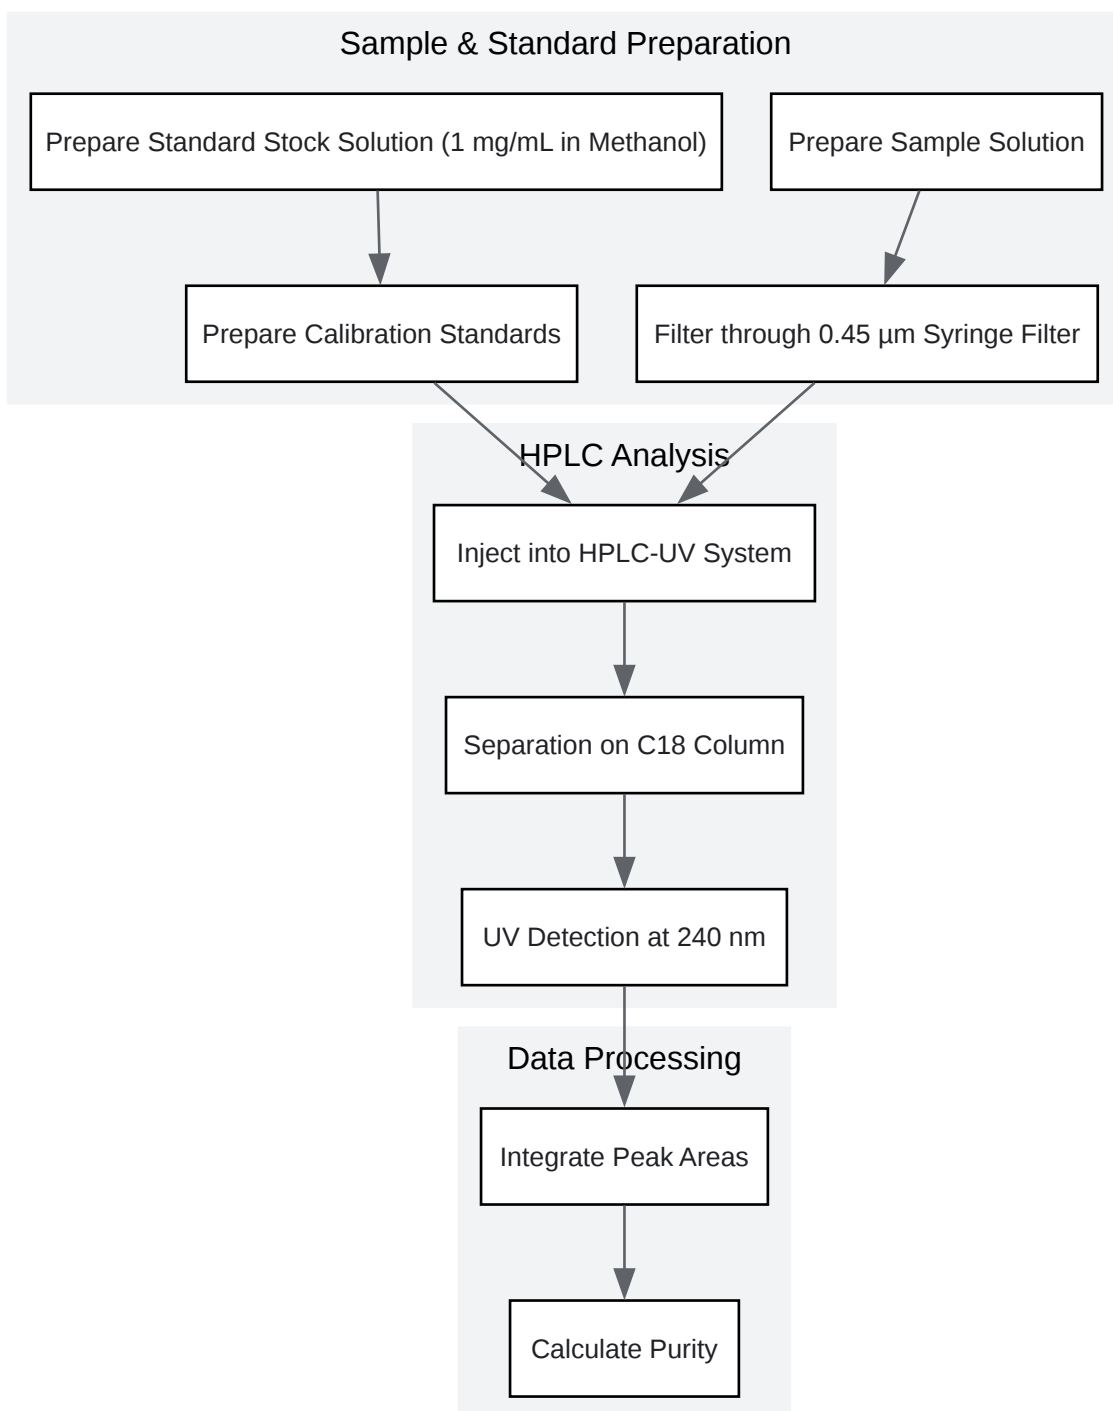 Sample & Standard Preparation
Prepare Standard Stock Solution (1 mg/mL in Methanol)
Prepare Sample Solution
Prepare Calibration Standards
Filter through 0.45 µm Syringe Filter
HPLC Analysis
Inject into HPLC-UV System
Separation on C18 Column
UV Detection at 240 nm
Data Processing
Integrate Peak Areas
Calculate Purity